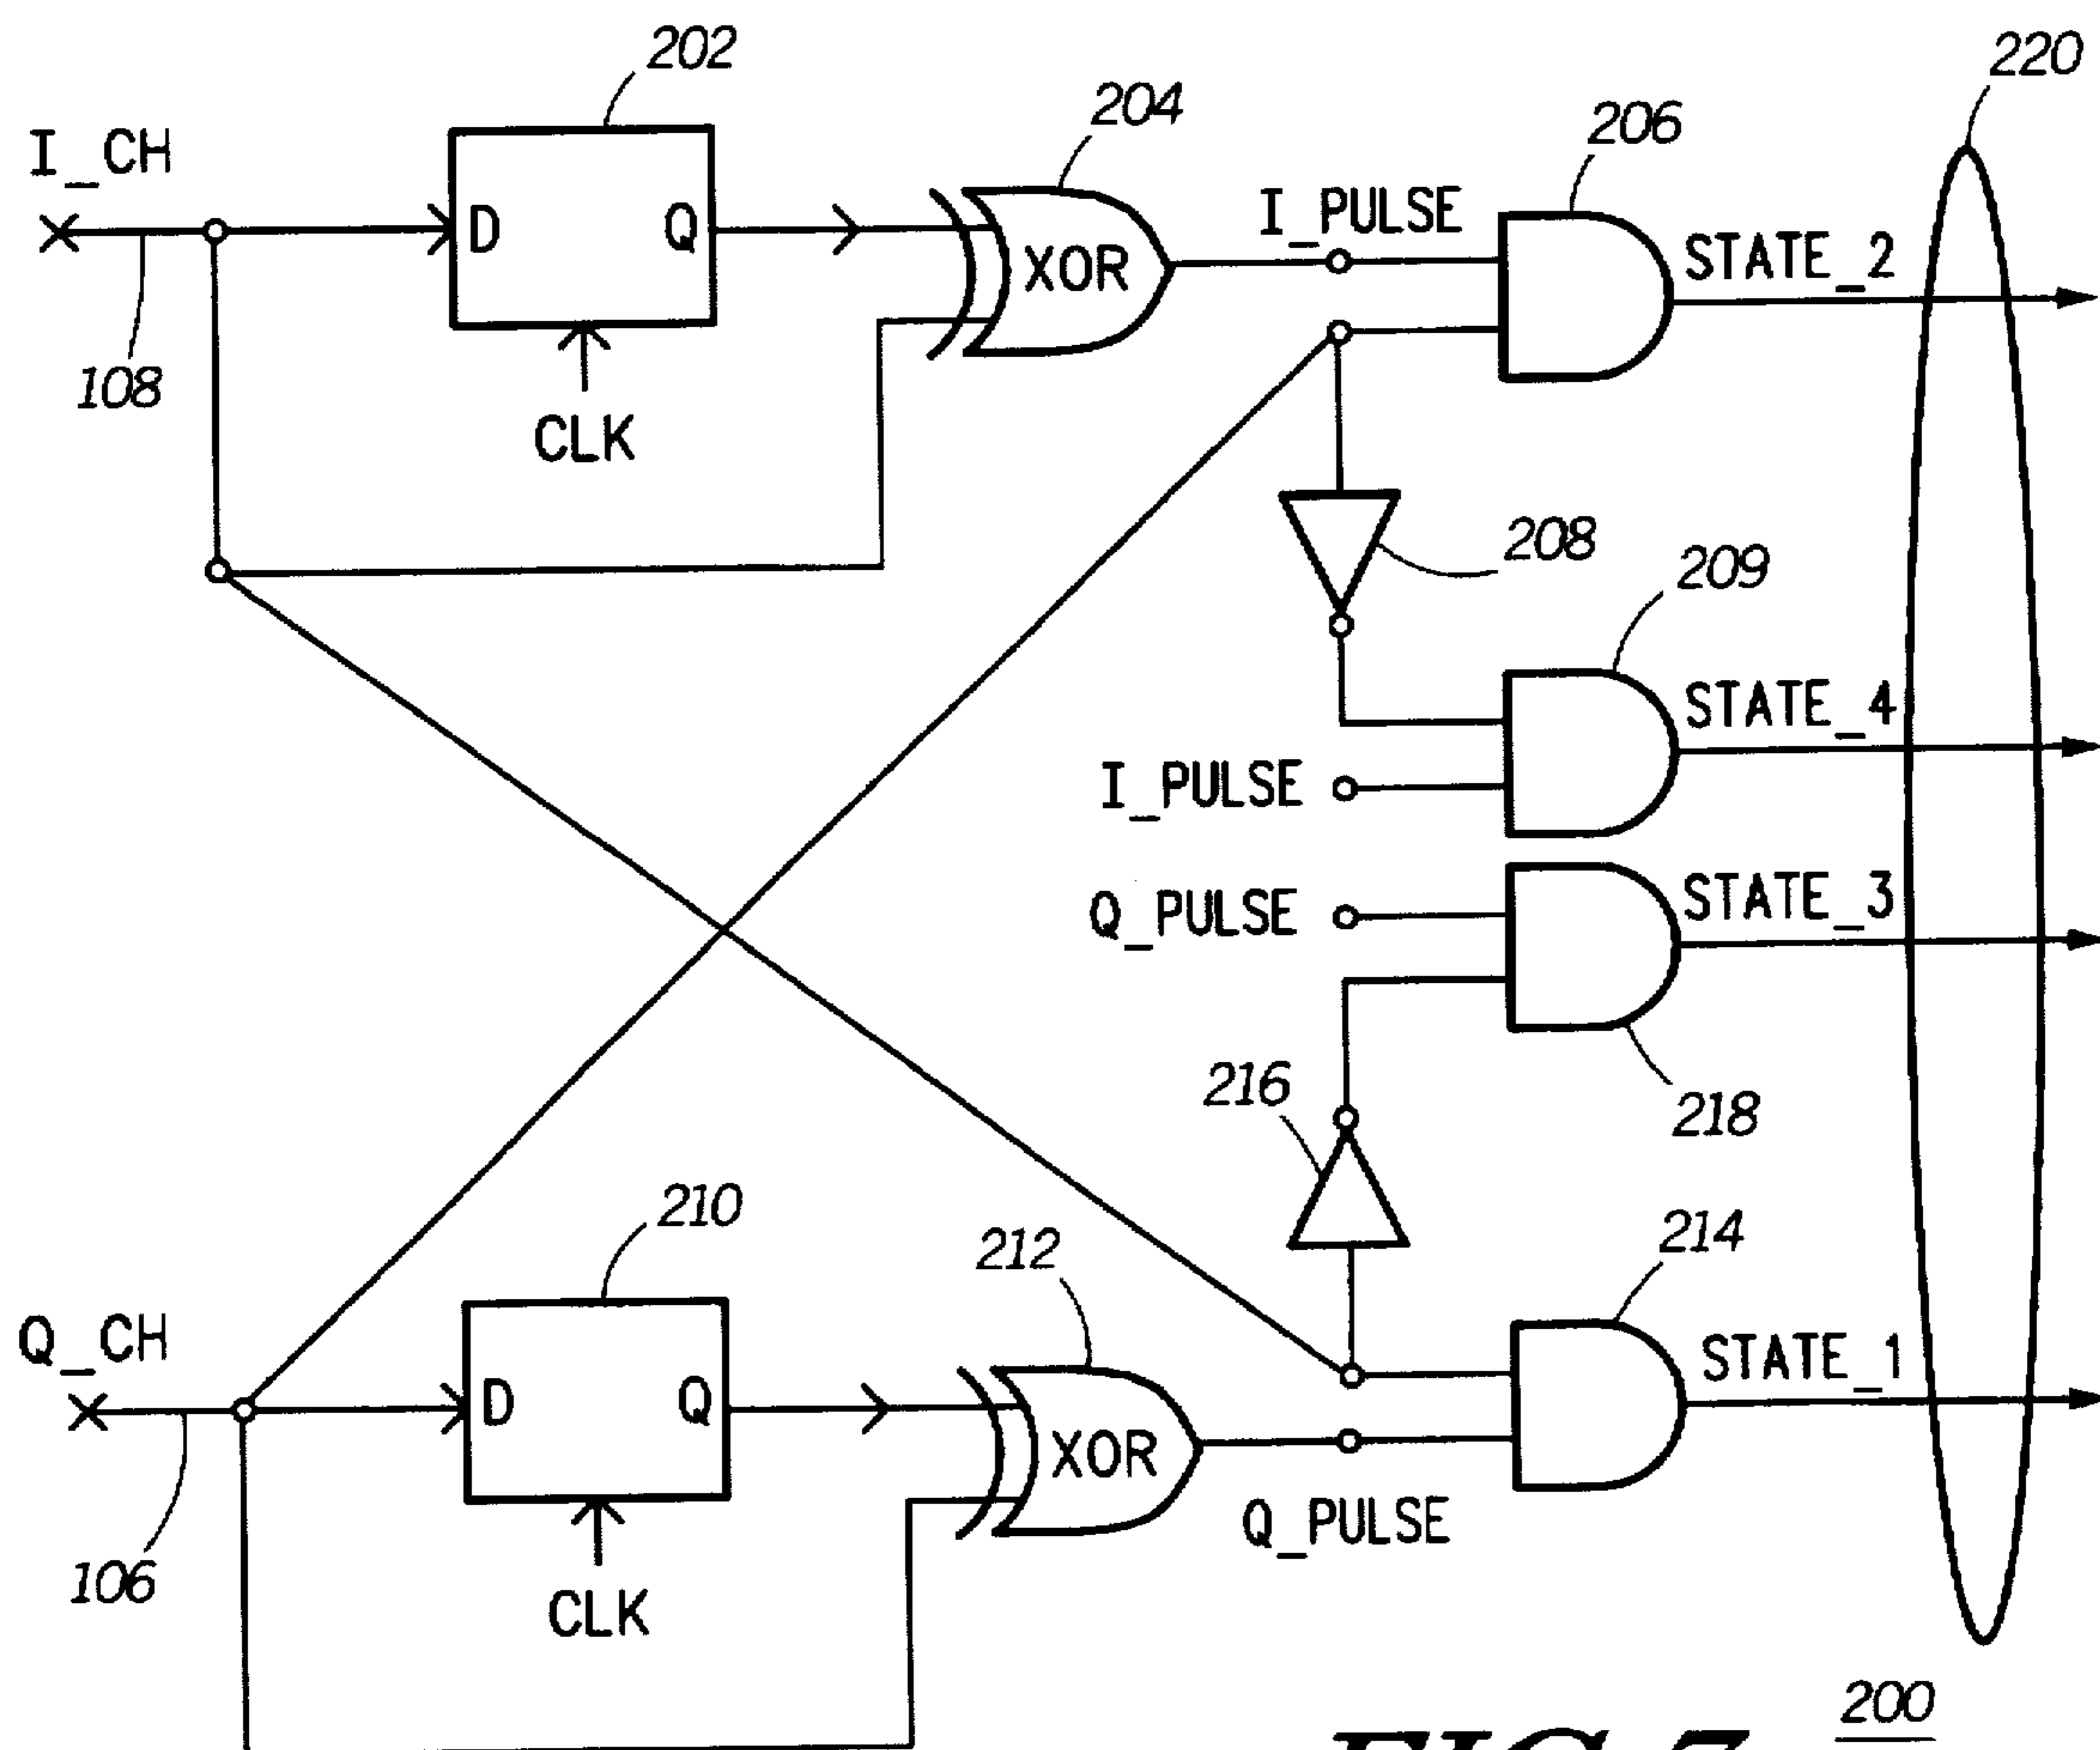 202
220
204
206
I_CH
I_PULSE
STATE_2
D
Q
XOR
108
CLK
208
209
STATE_4
I_PULSE
Q_PULSE
STATE_3
216
218
210
212
214
Q_CH
STATE_1
D
Q
XOR
Q_PULSE
106
CLK
200